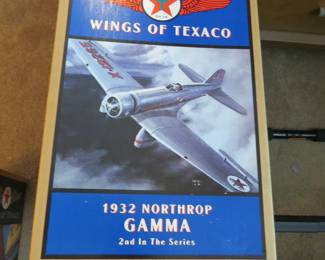 WINGS OF TEXACO
1932 NORTHROP
GAMMA
2nd In The Series